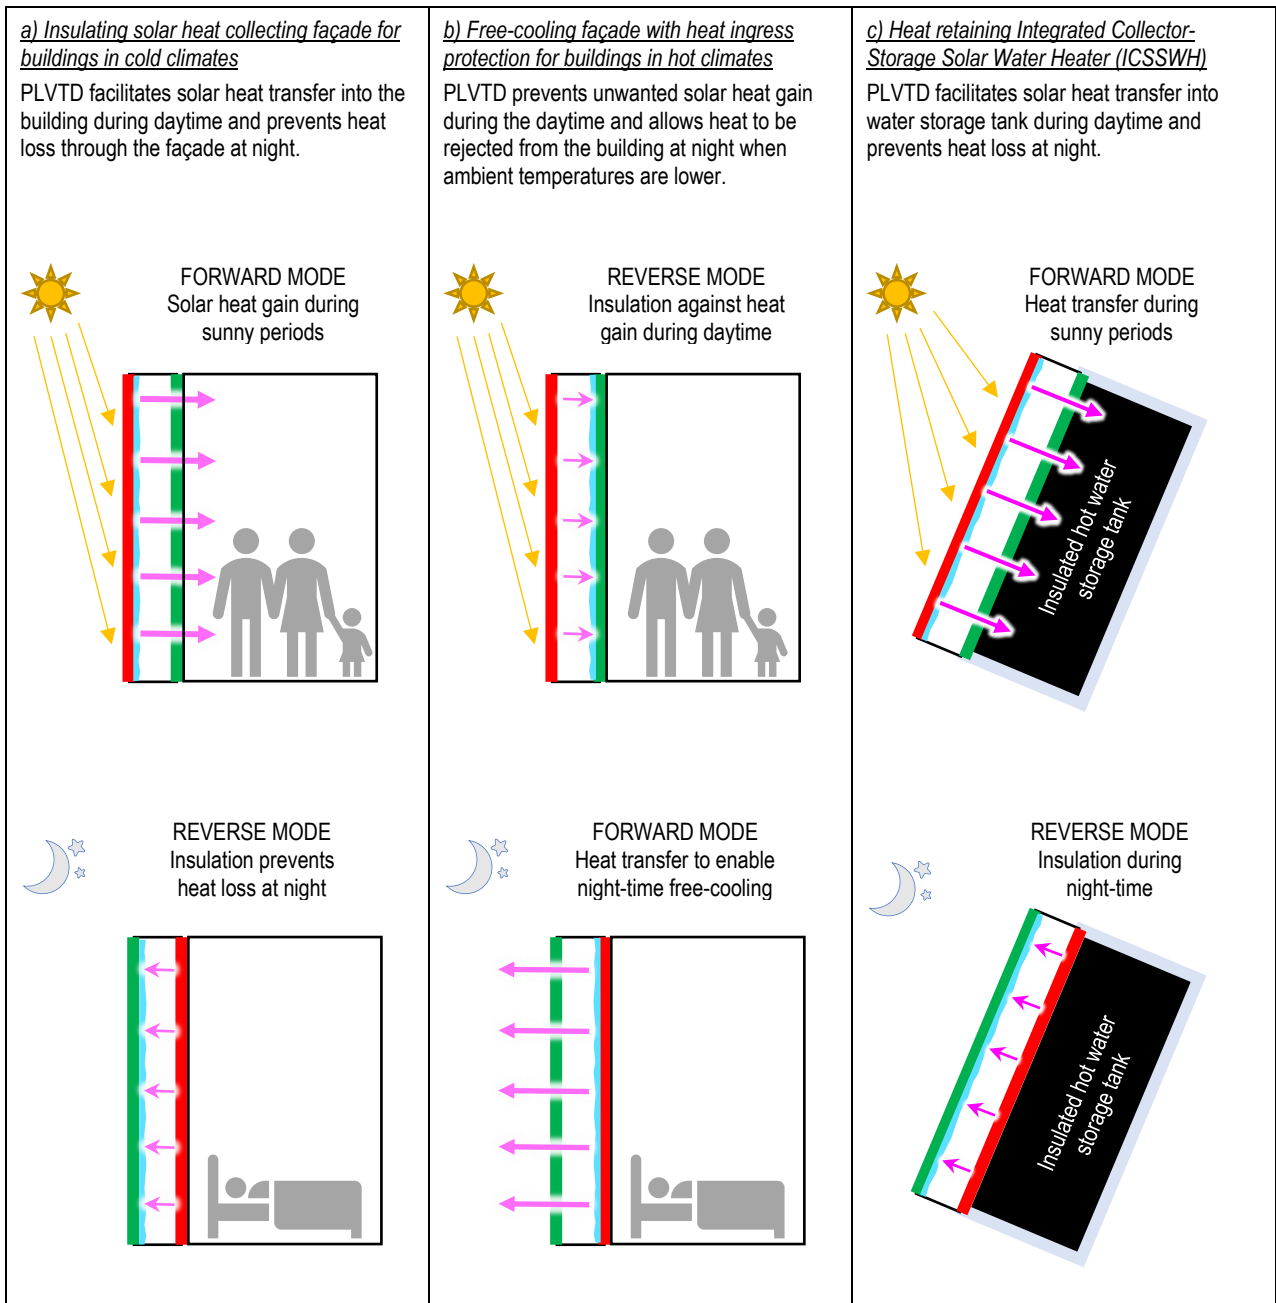 a) Insulating solar heat collecting façade for
buildings in cold climates
PLVTD facilitates solar heat transfer into the
building during daytime and prevents heat
loss through the façade at night.
FORWARD MODE
Solar heat gain during
sunny periods
REVERSE MODE
Insulation prevents
heat loss at night
b) Free-cooling façade with heat ingress
protection for buildings in hot climates
PLVTD prevents unwanted solar heat gain
during the daytime and allows heat to be
rejected from the building at night when
ambient temperatures are lower.
REVERSE MODE
Insulation against heat
gain during daytime
FORWARD MODE
Heat transfer to enable
night-time free-cooling
c) Heat retaining Integrated Collector-
Storage Solar Water Heater (ICSSWH)
PLVTD facilitates solar heat transfer into
water storage tank during daytime and
prevents heat loss at night.
FORWARD MODE
Heat transfer during
sunny periods
Insulated hot water
storage tank
REVERSE MODE
Insulation during
night-time
Insulated hot water
storage tank